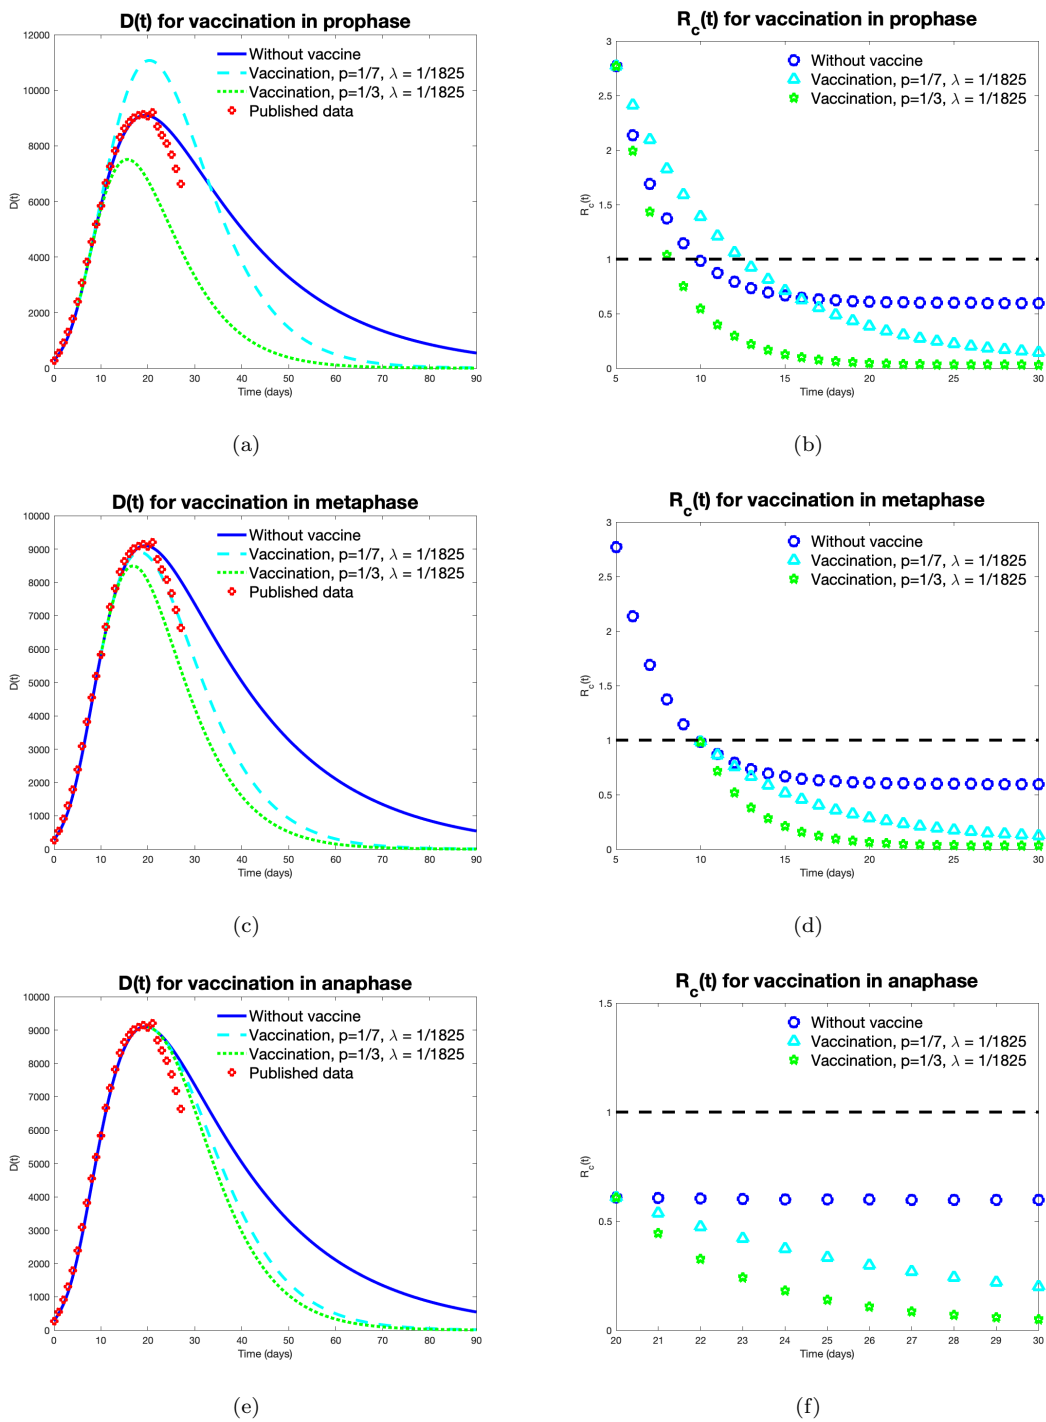 D(t) for vaccination in prophase
12000
10000
8000
6000
4000
2000
0
D(t)
Without vaccine
Vaccination, p=1/7, λ = 1/1825
Vaccination, p=1/3, λ = 1/1825
Published data
0 10 20 30 40 50 60 70 80 90
Time (days)
(a)
R_c(t) for vaccination in prophase
3
2.5
2
1.5
1
0.5
0
R_c(t)
Without vaccine
Vaccination, p=1/7, λ = 1/1825
Vaccination, p=1/3, λ = 1/1825
5 10 15 20 25 30
Time (days)
(b)
D(t) for vaccination in metaphase
10000
9000
8000
7000
6000
5000
4000
3000
2000
1000
0
D(t)
Without vaccine
Vaccination, p=1/7, λ = 1/1825
Vaccination, p=1/3, λ = 1/1825
Published data
0 10 20 30 40 50 60 70 80 90
Time (days)
(c)
R_c(t) for vaccination in metaphase
3
2.5
2
1.5
1
0.5
0
R_c(t)
Without vaccine
Vaccination, p=1/7, λ = 1/1825
Vaccination, p=1/3, λ = 1/1825
5 10 15 20 25 30
Time (days)
(d)
D(t) for vaccination in anaphase
10000
9000
8000
7000
6000
5000
4000
3000
2000
1000
0
D(t)
Without vaccine
Vaccination, p=1/7, λ = 1/1825
Vaccination, p=1/3, λ = 1/1825
Published data
0 10 20 30 40 50 60 70 80 90
Time (days)
(e)
R_c(t) for vaccination in anaphase
1.5
1
0.5
0
R_c(t)
Without vaccine
Vaccination, p=1/7, λ = 1/1825
Vaccination, p=1/3, λ = 1/1825
20 21 22 23 24 25 26 27 28 29 30
Time (days)
(f)